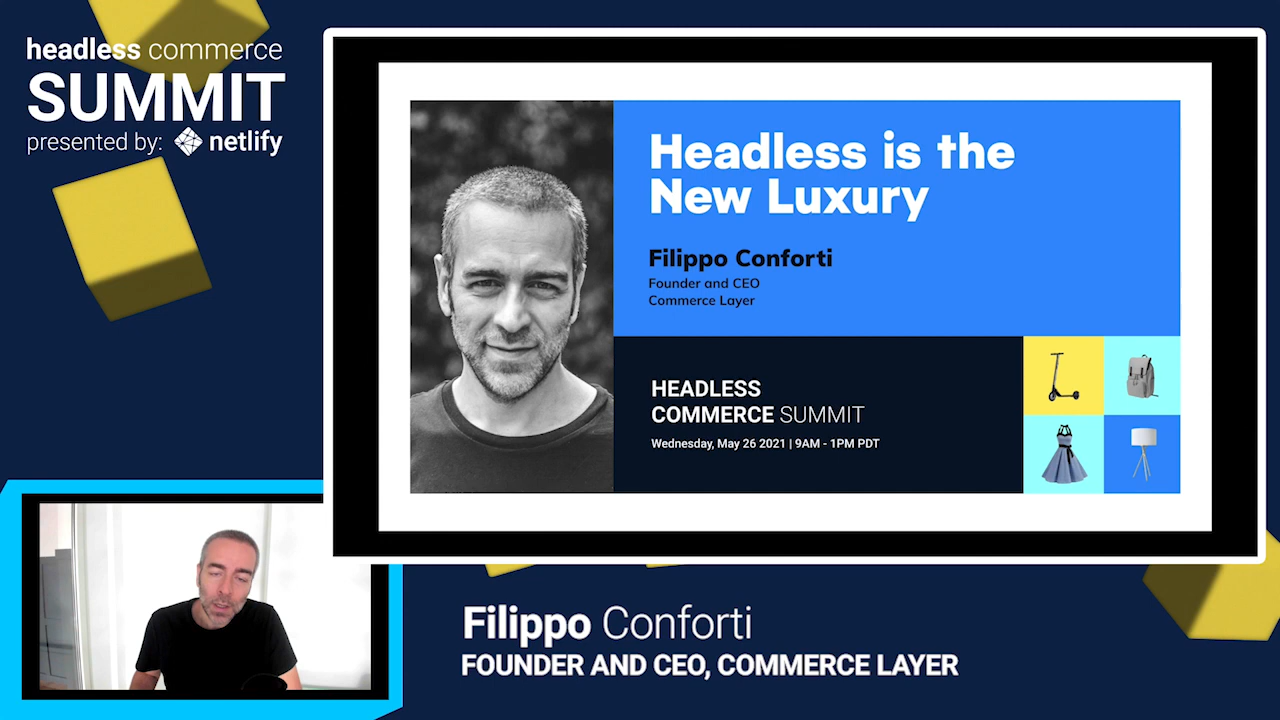 headless commerce
SUMMIT
presented by: netlify
Headless is the
New Luxury
Filippo Conforti
Founder and CEO
Commerce Layer
HEADLESS
COMMERCE SUMMIT
Wednesday, May 26 2021 | 9AM - 1PM PDT
Filippo Conforti
FOUNDER AND CEO, COMMERCE LAYER